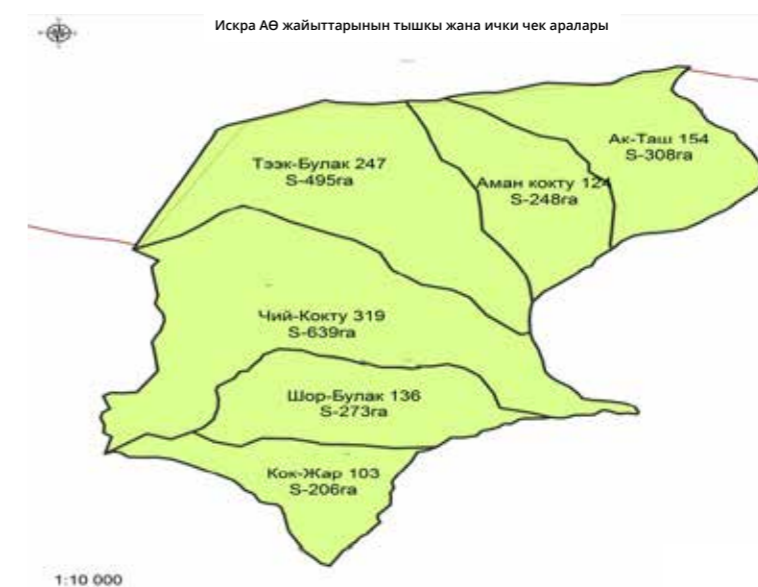 Искра АӨ жайыттарынын тышкы жана ички чек аралары
Тээк-Булак 247
S-495га
Аман кокту 124
S-248га
Ак-Таш 154
S-308га
Чий-Кокту 319
S-639га
Шор-Булак 136
S-273га
Кок-Жар 103
S-206га
1:10 000